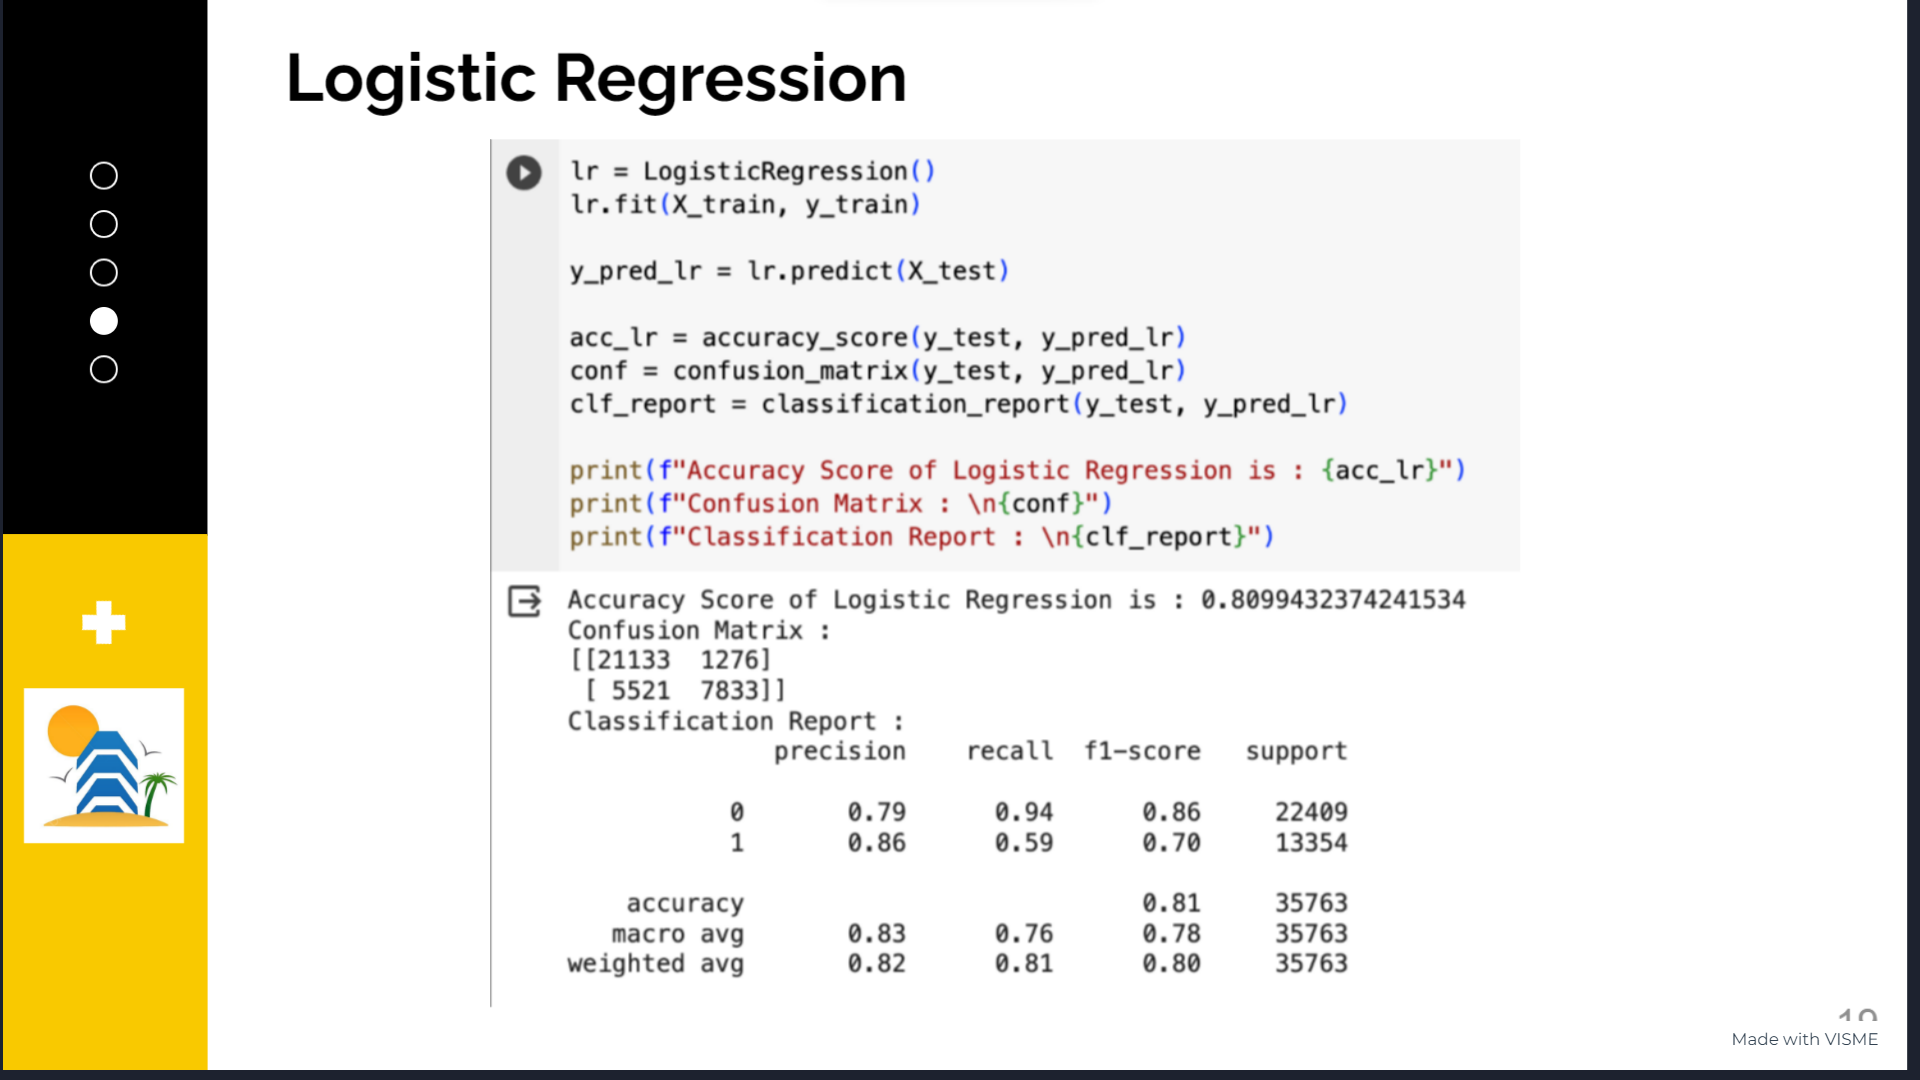 Logistic Regression
lr = LogisticRegression()
lr.fit(X_train, y_train)
y_pred_lr = lr.predict(X_test)
acc_lr = accuracy_score(y_test, y_pred_lr)
conf = confusion_matrix(y_test, y_pred_lr)
clf_report = classification_report(y_test, y_pred_lr)
print(f"Accuracy Score of Logistic Regression is : {acc_lr}")
print(f"Confusion Matrix : \n{conf}")
print(f"Classification Report : \n{clf_report}")
Accuracy Score of Logistic Regression is : 0.8099432374241534
Confusion Matrix :
[[21133 1276]
[ 5521 7833]]
Classification Report :
precision recall f1-score support
0 0.79 0.94 0.86 22409
1 0.86 0.59 0.70 13354
accuracy 0.81 35763
macro avg 0.83 0.76 0.78 35763
weighted avg 0.82 0.81 0.80 35763
Made with VISME